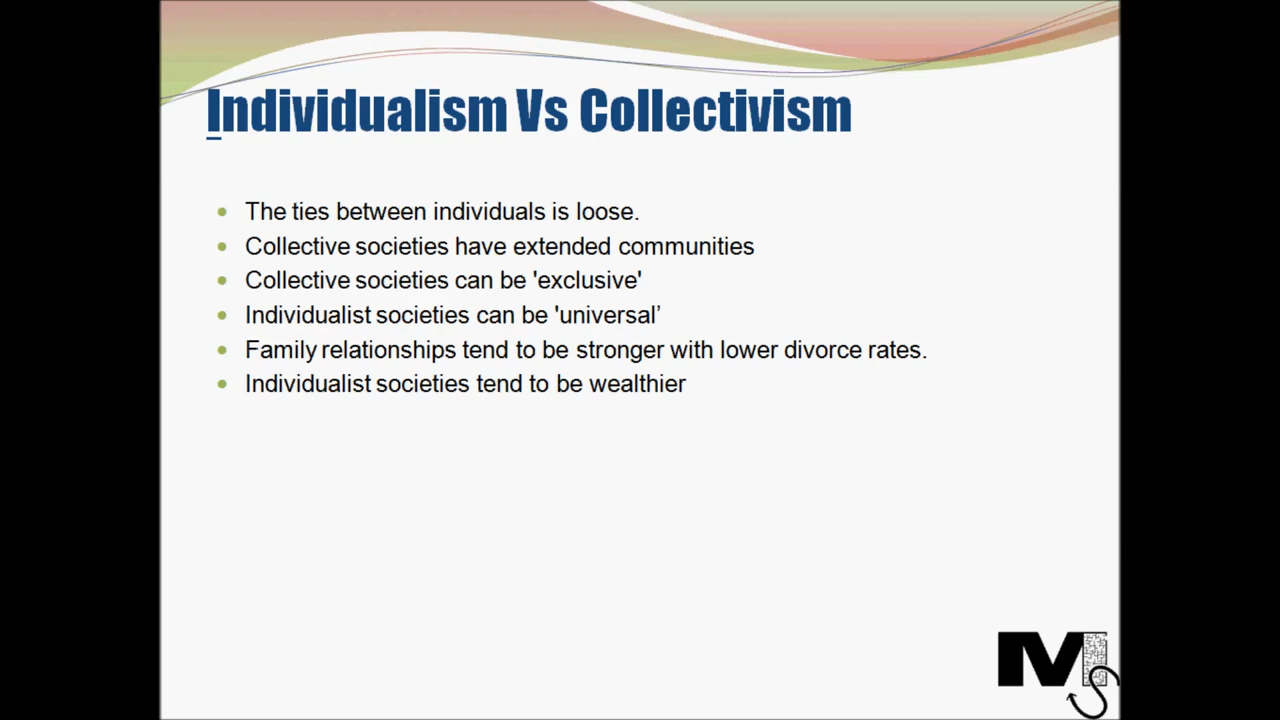 Individualism Vs Collectivism
The ties between individuals is loose.
Collective societies have extended communities
Collective societies can be 'exclusive'
Individualist societies can be 'universal’
Family relationships tend to be stronger with lower divorce rates.
Individualist societies tend to be wealthier
M
S